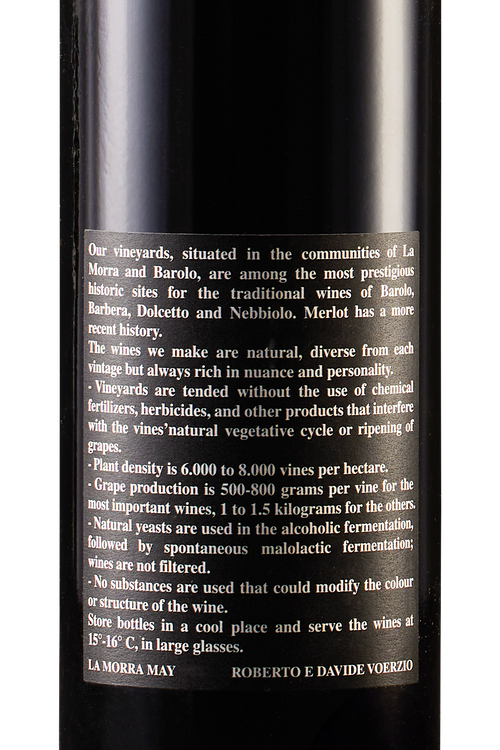 Our vineyards, situated in the communities of La
Morra and Barolo, are among the most prestigious
historic sites for the traditional wines of Barolo,
Barbera, Dolcetto and Nebbiolo. Merlot has a more
recent history.
The wines we make are natural, diverse from each
vintage but always rich in nuance and personality.
- Vineyards are tended without the use of chemical
fertilizers, herbicides, and other products that interfere
with the vines'natural vegetative cycle or ripening of
grapes.
- Plant density is 6.000 to 8.000 vines per hectare.
- Grape production is 500-800 grams per vine for the
most important wines, 1 to 1.5 kilograms for the others.
- Natural yeasts are used in the alcoholic fermentation,
followed by spontaneous malolactic fermentation;
wines are not filtered.
- No substances are used that could modify the colour
or structure of the wine.
Store bottles in a cool place and serve the wines at
15°-16° C, in large glasses.
LA MORRA MAY ROBERTO E DAVIDE VOERZIO